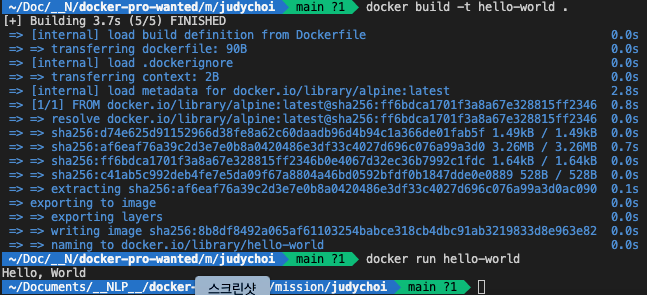 ~/Doc/__N/docker-pro-wanted/m/judychoi main ?1 docker build -t hello-world .
[+] Building 3.7s (5/5) FINISHED
=> [internal] load build definition from Dockerfile 0.0s
=> => transferring dockerfile: 90B 0.0s
=> [internal] load .dockerignore 0.0s
=> => transferring context: 2B 0.0s
=> [internal] load metadata for docker.io/library/alpine:latest 2.8s
=> [1/1] FROM docker.io/library/alpine:latest@sha256:ff6bdca1701f3a8a67e328815ff2346 0.8s
=> => resolve docker.io/library/alpine:latest@sha256:ff6bdca1701f3a8a67e328815ff2346 0.0s
=> => sha256:d74e625d91152966d38fe8a62c60daadb96d4b94c1a366de01fab5f 1.49kB / 1.49kB 0.0s
=> => sha256:af6eaf76a39c2d3e7e0b8a0420486e3df33c4027d696c076a99a3d0 3.26MB / 3.26MB 0.7s
=> => sha256:ff6bdca1701f3a8a67e328815ff2346b0e4067d32ec36b7992c1fdc 1.64kB / 1.64kB 0.0s
=> => sha256:c41ab5c992deb4fe7e5da09f67a8804a46bd0592bfdf0b1847dde0e0889 528B / 528B 0.0s
=> => extracting sha256:af6eaf76a39c2d3e7e0b8a0420486e3df33c4027d696c076a99a3d0ac090 0.1s
=> exporting to image 0.0s
=> => exporting layers 0.0s
=> => writing image sha256:8b8df8492a065af61103254babce318cb4dbc91ab3219833d8e963e82 0.0s
=> => naming to docker.io/library/hello-world 0.0s
~/Doc/__N/docker-pro-wanted/m/judychoi main ?1 docker run hello-world
Hello, World
~/Documents/__NLP__/docker- 스크린샷 /mission/judychoi main ?1